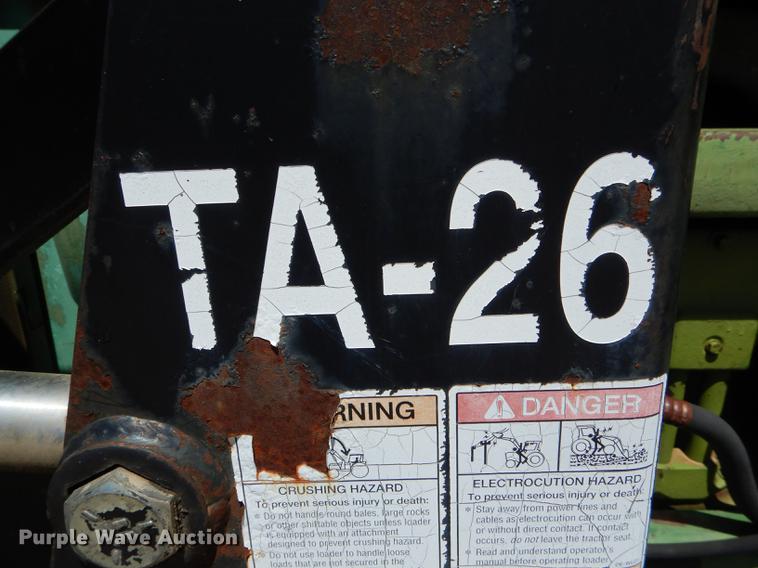 TA-26
RNING
CRUSHING HAZARD
To prevent serious injury or death:
* Do not handle round bales, large rocks
or other shiftable objects unless loader
is equipped with an attachment
designed to prevent crushing hazard.
* Do not use loader to handle loose
loads that are not secured in the
DANGER
ELECTROCUTION HAZARD
To prevent serious injury or death:
* Stay away from power lines and
cables as electrocution can occur with
or without direct contact. If contact
occurs, do not leave the tractor seat.
* Read and understand operator's
manual before operating loader.
Purple Wave Auction